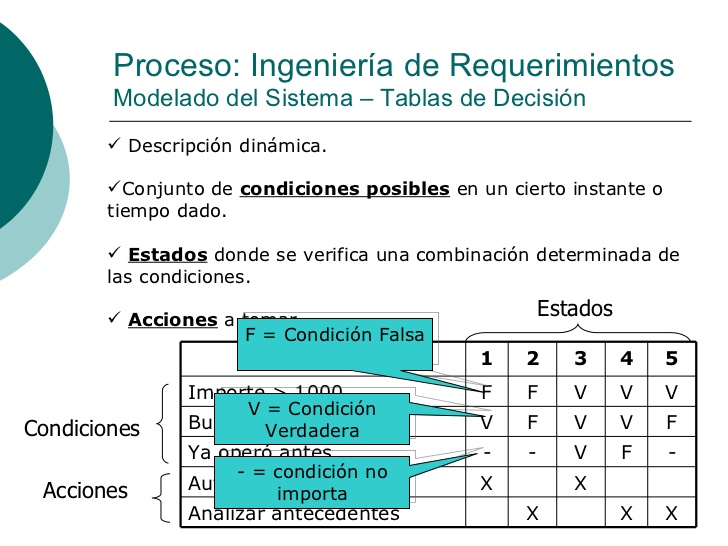 Proceso: Ingeniería de Requerimientos
Modelado del Sistema – Tablas de Decisión
✓ Descripción dinámica.
✓Conjunto de condiciones posibles en un cierto instante o
tiempo dado.
✓ Estados donde se verifica una combinación determinada de
las condiciones.
✓ Acciones a tomar
Estados
F = Condición Falsa
1 2 3 4 5
Importe > 1000 F F V V V
V = Condición
Verdadera
Bu V F V V F
Condiciones
Ya operó antes - - V F -
- = condición no
importa
Acciones
Au X X
Analizar antecedentes X X X